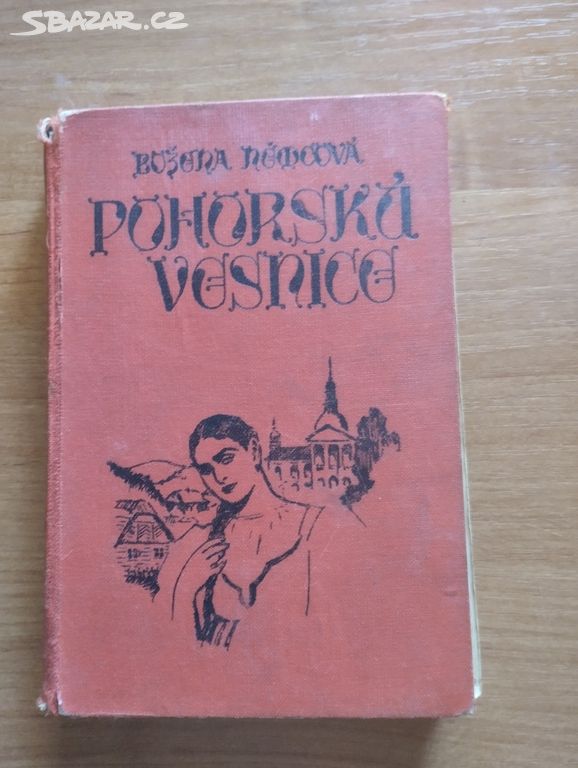 SBAZAR.CZ
BOŽENA NĚMCOVÁ
POHORSKÁ
VESNICE